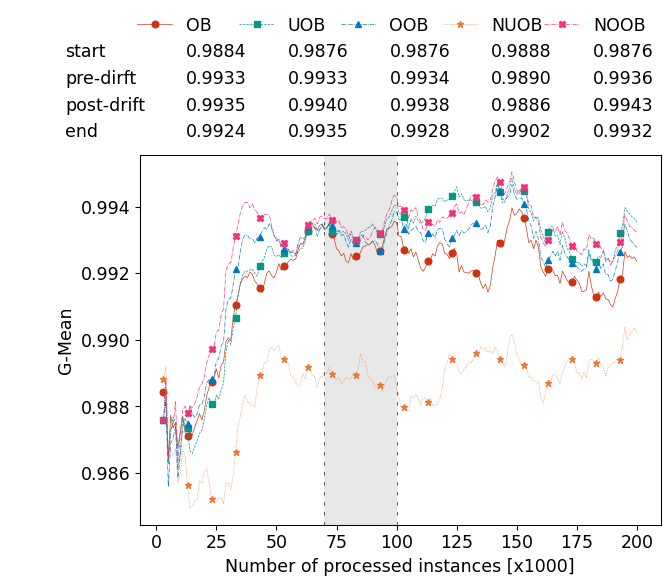 OB UOB OOB NUOB NOOB
start 0.9884 0.9876 0.9876 0.9888 0.9876
pre-dirft 0.9933 0.9933 0.9934 0.9890 0.9936
post-drift 0.9935 0.9940 0.9938 0.9886 0.9943
end 0.9924 0.9935 0.9928 0.9902 0.9932
0.994
0.992
0.990
0.988
0.986
G-Mean
0 25 50 75 100 125 150 175 200
Number of processed instances [x1000]